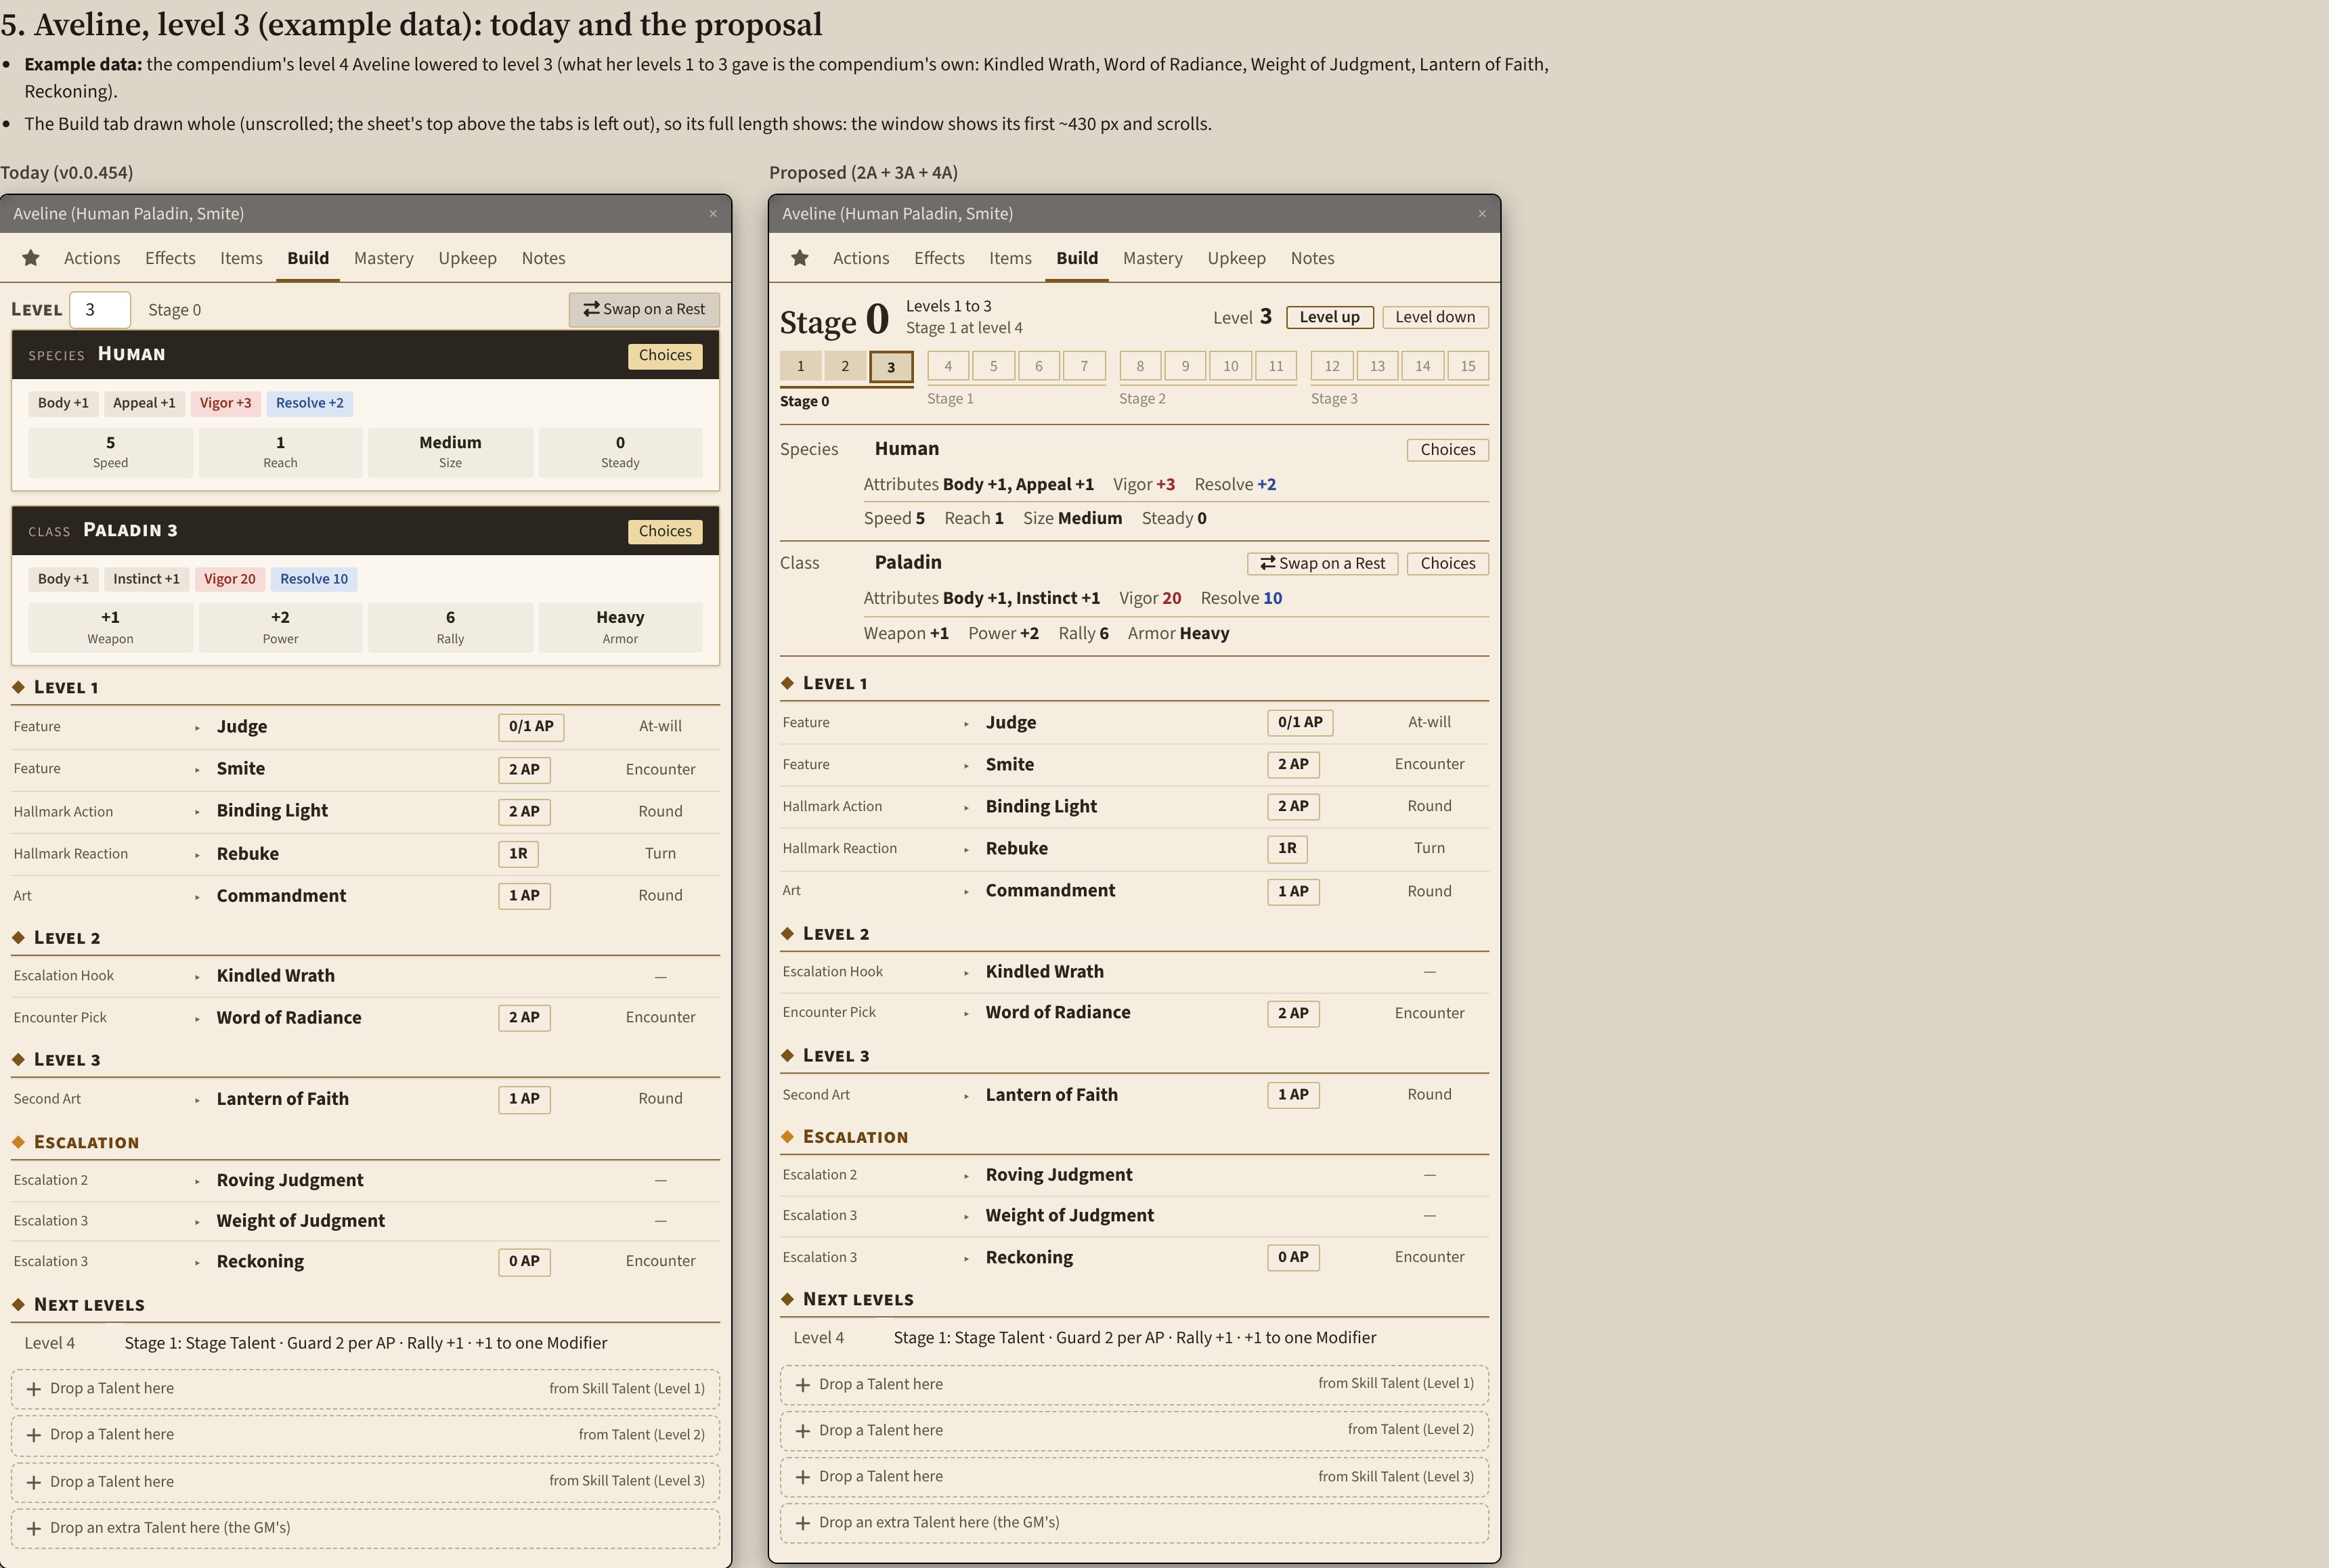 5. Aveline, level 3 (example data): today and the proposal
• Example data: the compendium's level 4 Aveline lowered to level 3 (what her levels 1 to 3 gave is the compendium's own: Kindled Wrath, Word of Radiance, Weight of Judgment, Lantern of Faith,
Reckoning).
• The Build tab drawn whole (unscrolled; the sheet's top above the tabs is left out), so its full length shows: the window shows its first ~430 px and scrolls.
Today (v0.0.454)
Aveline (Human Paladin, Smite) ×
★ Actions Effects Items Build Mastery Upkeep Notes
Level 3 Stage 0 Swap on a Rest
Species Human Choices
Body +1 Appeal +1 Vigor +3 Resolve +2
5 1 Medium 0
Speed Reach Size Steady
Class Paladin 3 Choices
Body +1 Instinct +1 Vigor 20 Resolve 10
+1 +2 6 Heavy
Weapon Power Rally Armor
Level 1
Feature Judge 0/1 AP At-will
Feature Smite 2 AP Encounter
Hallmark Action Binding Light 2 AP Round
Hallmark Reaction Rebuke 1R Turn
Art Commandment 1 AP Round
Level 2
Escalation Hook Kindled Wrath —
Encounter Pick Word of Radiance 2 AP Encounter
Level 3
Second Art Lantern of Faith 1 AP Round
Escalation
Escalation 2 Roving Judgment —
Escalation 3 Weight of Judgment —
Escalation 3 Reckoning 0 AP Encounter
Next levels
Level 4 Stage 1: Stage Talent · Guard 2 per AP · Rally +1 · +1 to one Modifier
+ Drop a Talent here from Skill Talent (Level 1)
+ Drop a Talent here from Talent (Level 2)
+ Drop a Talent here from Skill Talent (Level 3)
+ Drop an extra Talent here (the GM's)
Proposed (2A + 3A + 4A)
Aveline (Human Paladin, Smite) ×
★ Actions Effects Items Build Mastery Upkeep Notes
Stage 0 Levels 1 to 3
Stage 1 at level 4
Level 3 Level up Level down
1 2 3 4 5 6 7 8 9 10 11 12 13 14 15
Stage 0 Stage 1 Stage 2 Stage 3
Species Human Choices
Attributes Body +1, Appeal +1 Vigor +3 Resolve +2
Speed 5 Reach 1 Size Medium Steady 0
Class Paladin Swap on a Rest Choices
Attributes Body +1, Instinct +1 Vigor 20 Resolve 10
Weapon +1 Power +2 Rally 6 Armor Heavy
Level 1
Feature Judge 0/1 AP At-will
Feature Smite 2 AP Encounter
Hallmark Action Binding Light 2 AP Round
Hallmark Reaction Rebuke 1R Turn
Art Commandment 1 AP Round
Level 2
Escalation Hook Kindled Wrath —
Encounter Pick Word of Radiance 2 AP Encounter
Level 3
Second Art Lantern of Faith 1 AP Round
Escalation
Escalation 2 Roving Judgment —
Escalation 3 Weight of Judgment —
Escalation 3 Reckoning 0 AP Encounter
Next levels
Level 4 Stage 1: Stage Talent · Guard 2 per AP · Rally +1 · +1 to one Modifier
+ Drop a Talent here from Skill Talent (Level 1)
+ Drop a Talent here from Talent (Level 2)
+ Drop a Talent here from Skill Talent (Level 3)
+ Drop an extra Talent here (the GM's)